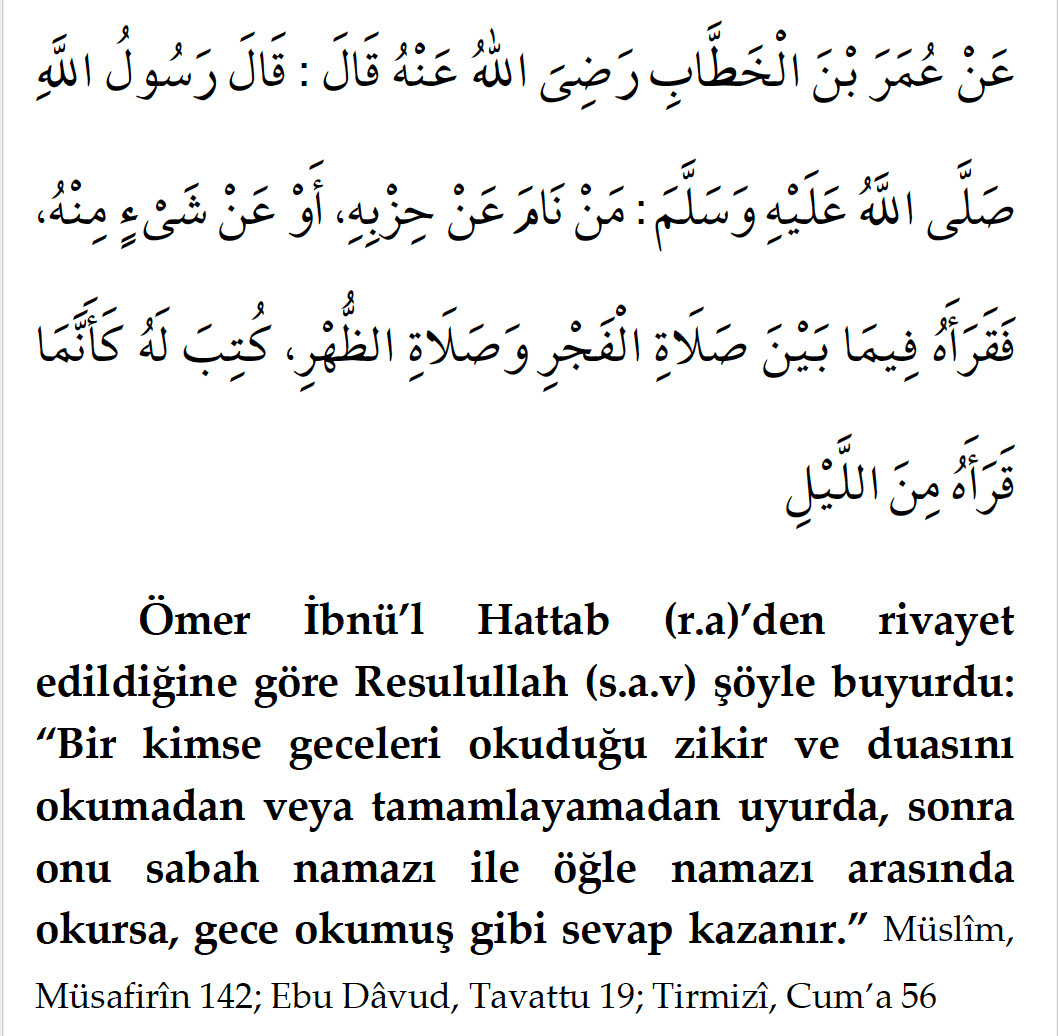 عَنْ عُمَرَ بْنَ الْخَطَّابِ رَضِىَ اللهُ عَنْهُ قَالَ : قَالَ رَسُولُ اللَّهِ
صَلَّى اللَّهُ عَلَيْهِ وَسَلَّمَ : مَنْ نَامَ عَنْ حِزْبِهِ، أَوْ عَنْ شَىْءٍ مِنْهُ،
فَقَرَأَهُ فِيمَا بَيْنَ صَلَاةِ الْفَجْرِ وَصَلَاةِ الظُّهْرِ، كُتِبَ لَهُ كَأَنَّمَا
قَرَأَهُ مِنَ اللَّيْلِ
Ömer İbnü’l Hattab (r.a)’den rivayet
edildiğine göre Resulullah (s.a.v) şöyle buyurdu:
“Bir kimse geceleri okuduğu zikir ve duasını
okumadan veya tamamlayamadan uyurda, sonra
onu sabah namazı ile öğle namazı arasında
okursa, gece okumuş gibi sevap kazanır.” Müslîm,
Müsafirîn 142; Ebu Dâvud, Tavattu 19; Tirmizî, Cum’a 56